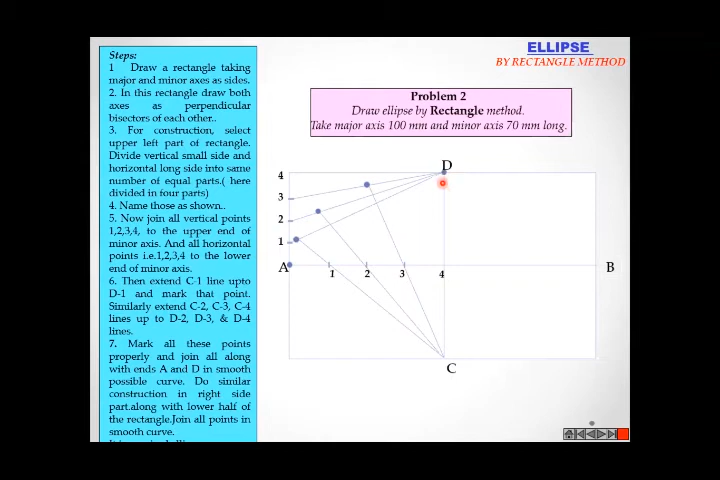 Steps:
1 Draw a rectangle taking
major and minor axes as sides.
2. In this rectangle draw both
axes as perpendicular
bisectors of each other..
3. For construction, select
upper left part of rectangle.
Divide vertical small side and
horizontal long side into same
number of equal parts.( here
divided in four parts)
4. Name those as shown..
5. Now join all vertical points
1,2,3,4, to the upper end of
minor axis. And all horizontal
points i.e.1,2,3,4 to the lower
end of minor axis.
6. Then extend C-1 line upto
D-1 and mark that point.
Similarly extend C-2, C-3, C-4
lines up to D-2, D-3, & D-4
lines.
7. Mark all these points
properly and join all along
with ends A and D in smooth
possible curve. Do similar
construction in right side
part.along with lower half of
the rectangle.Join all points in
smooth curve.
ELLIPSE
BY RECTANGLE METHOD
Problem 2
Draw ellipse by Rectangle method.
Take major axis 100 mm and minor axis 70 mm long.
D
4
3
2
1
A
B
1 2 3 4
C